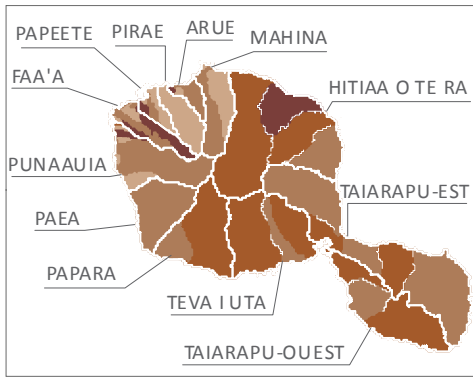 PAPEETE
PIRAE
ARUE
MAHINA
FAA'A
HITIAA O TE RA
PUNAAUIA
TAIARAPU-EST
PAEA
PAPARA
TEVA I UTA
TAIARAPU-OUEST